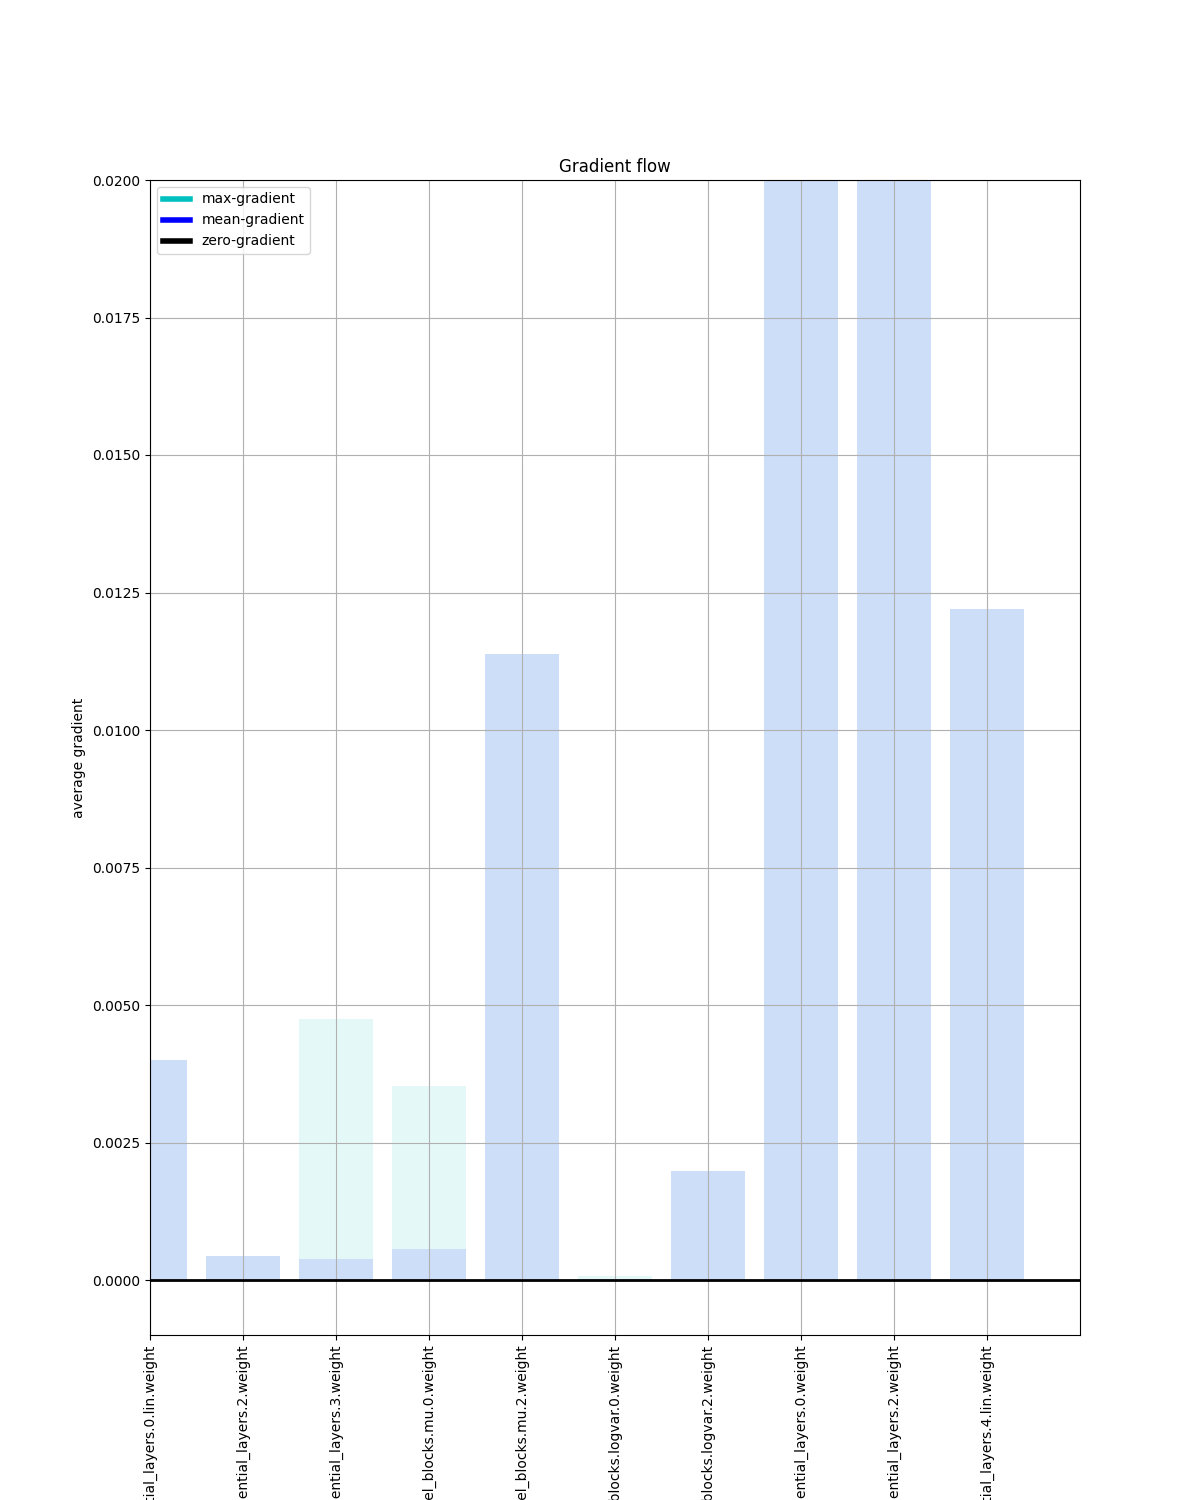 Gradient flow
max-gradient
mean-gradient
zero-gradient
0.0200
0.0175
0.0150
0.0125
0.0100
0.0075
0.0050
0.0025
0.0000
average gradient
tial_layers.0.lin.weight
ential_layers.2.weight
ential_layers.3.weight
el_blocks.mu.0.weight
el_blocks.mu.2.weight
blocks.logvar.0.weight
blocks.logvar.2.weight
ential_layers.0.weight
ential_layers.2.weight
tial_layers.4.lin.weight